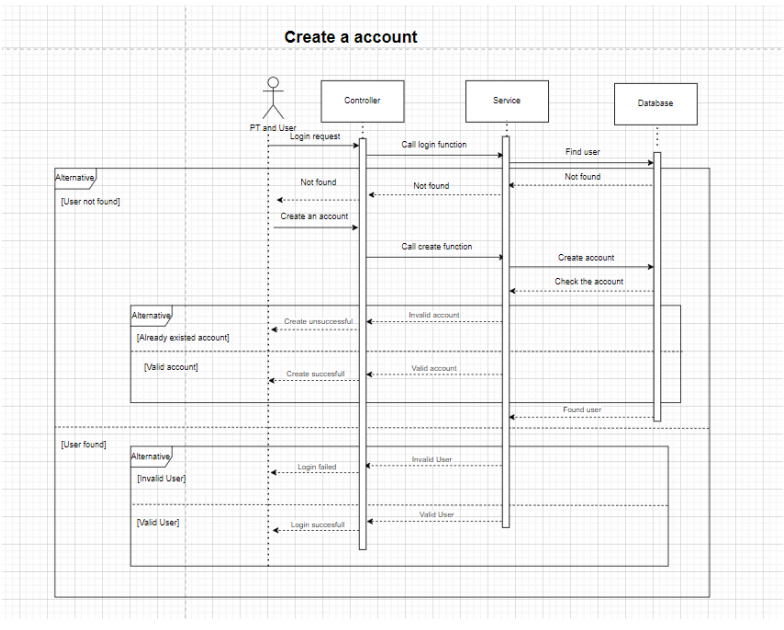 Create a account
Controller
Service
Database
PT and User
Login request
Call login function
Find user
Alternative
Not found
Not found
Not found
[User not found]
Create an account
Call create function
Create account
Check the account
Alternative
Invalid account
Create unsuccessful
[Already existed account]
[Valid account]
Valid account
Create succesfull
Found user
[User found]
Alternative
Invalid User
Login failed
[Invalid User]
Valid User
[Valid User]
Login succesfull